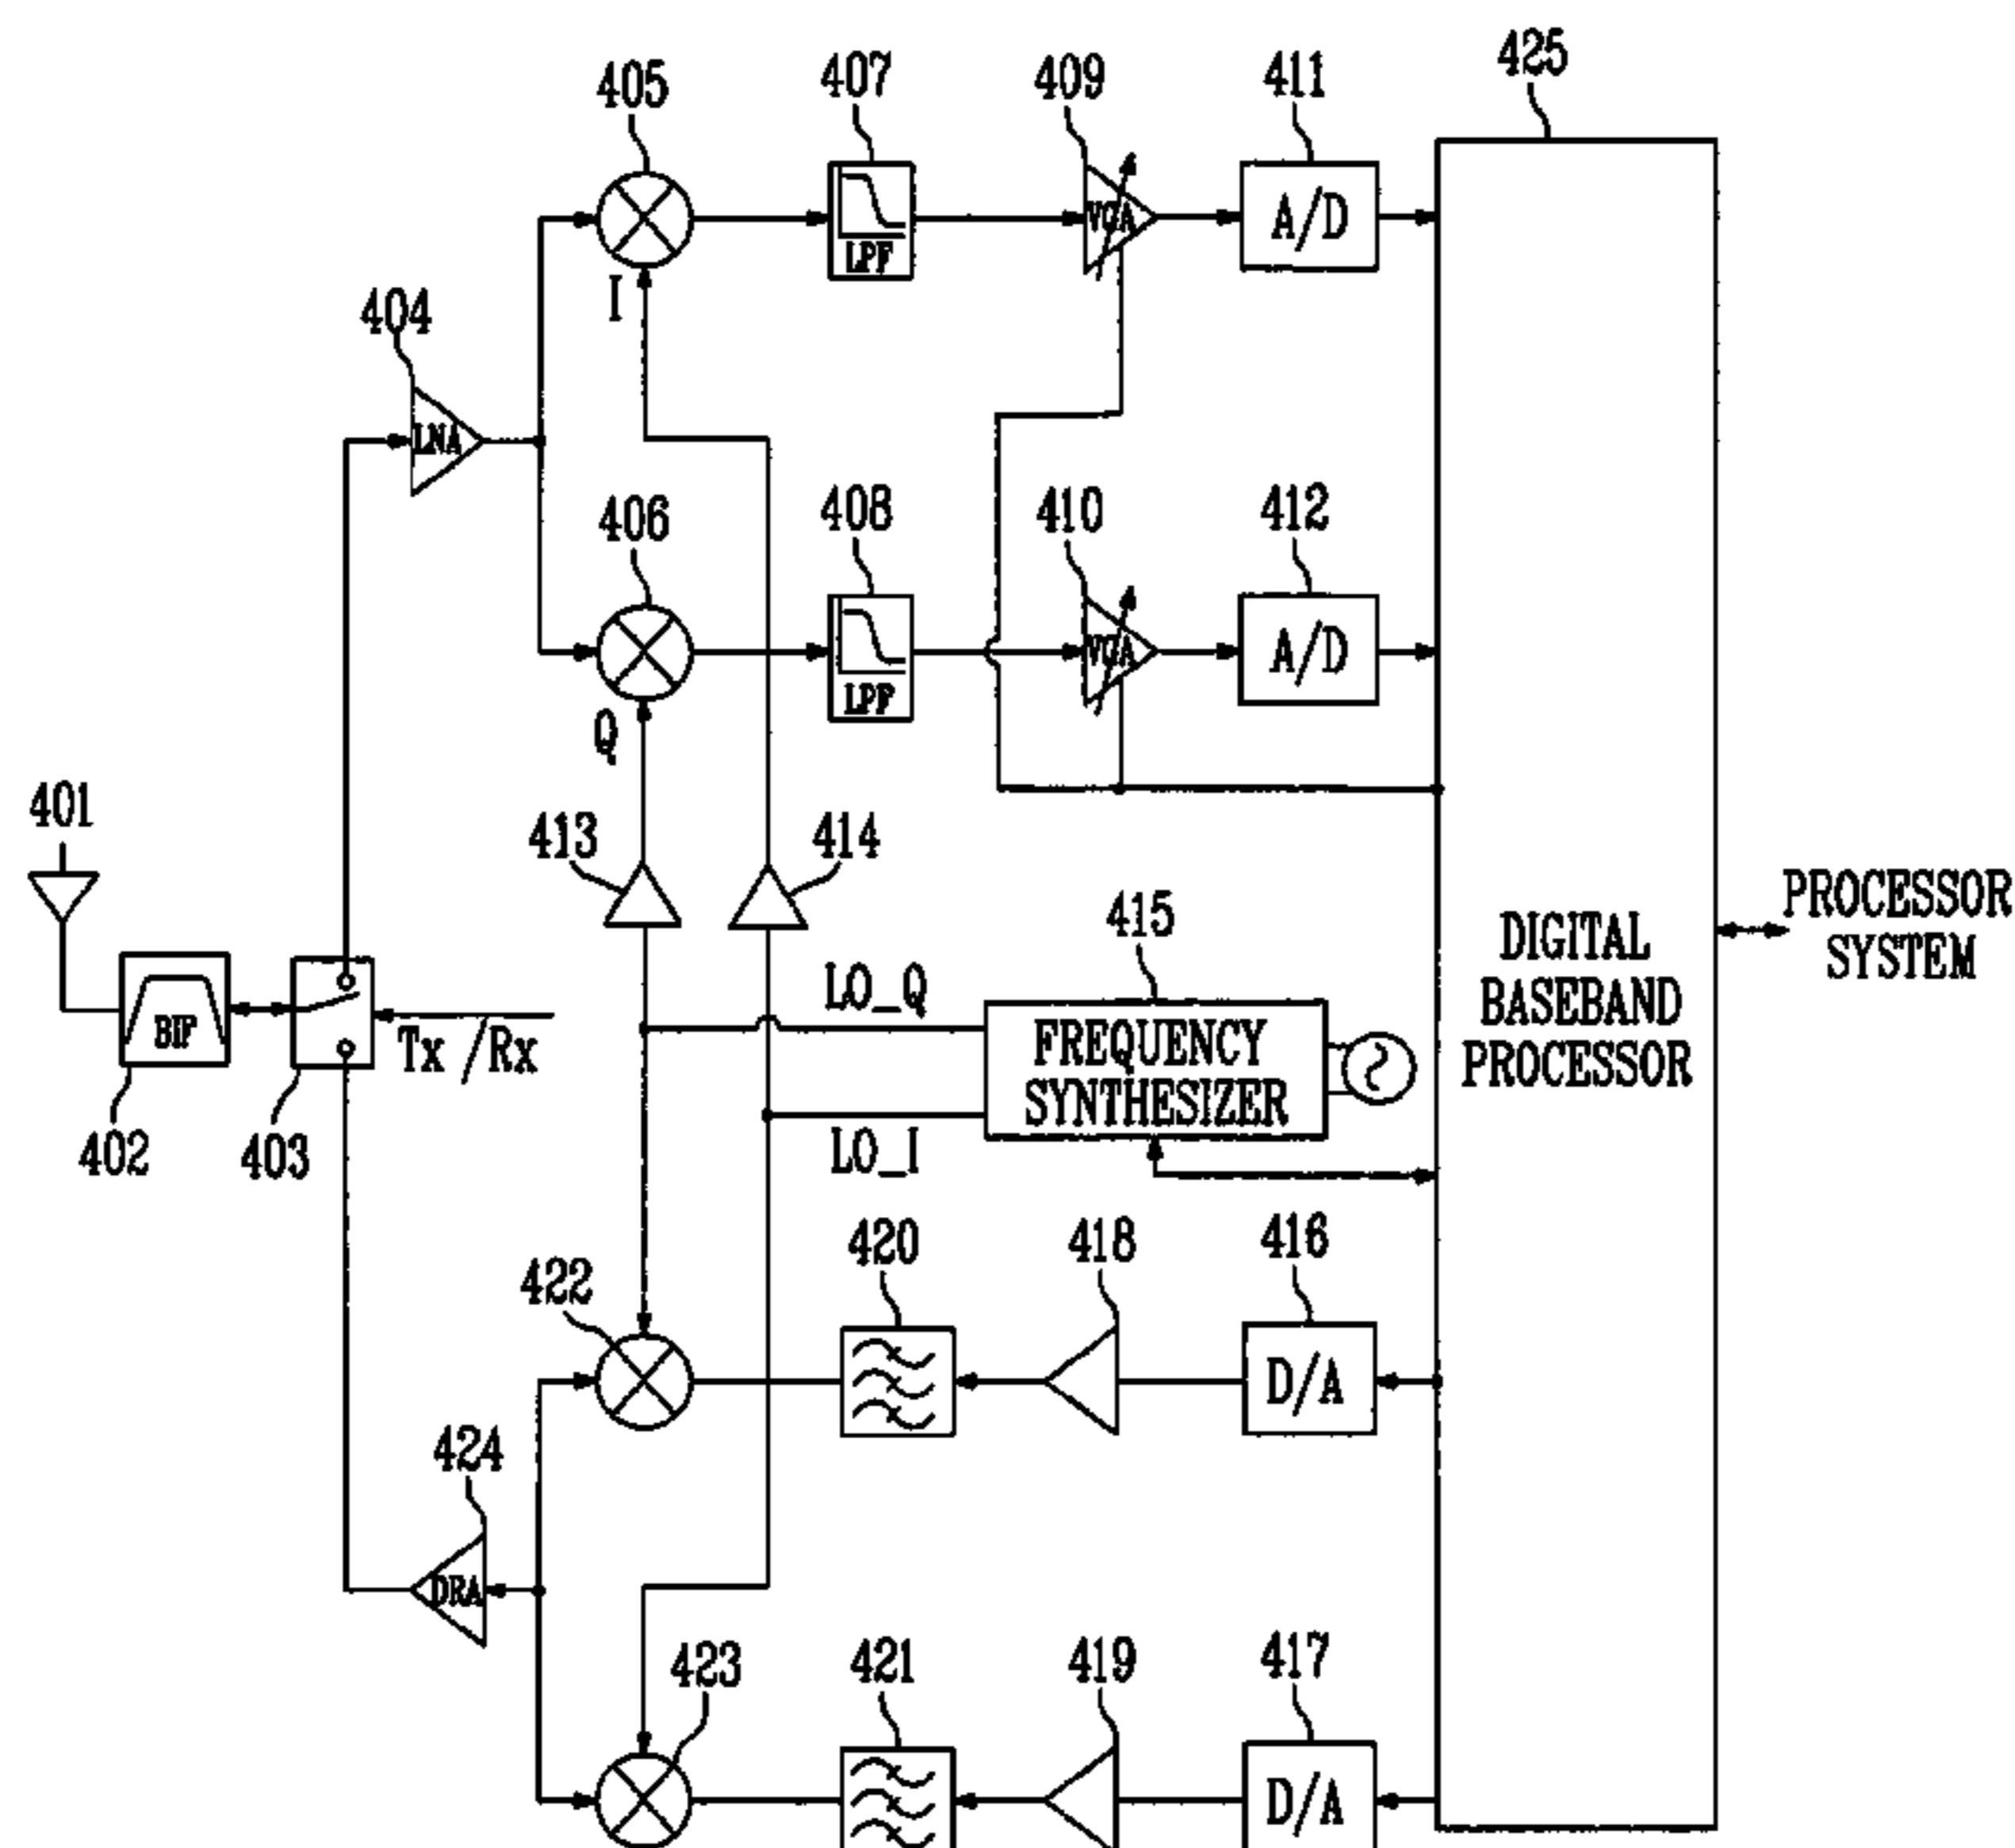 405
407
409
411
425
VGA
A/D
LPF
I
404
LNA
406
408
410
412
VGA
A/D
LPF
Q
401
413
414
415
PROCESSOR
SYSTEM
DIGITAL
BASEBAND
PROCESSOR
LO_Q
FREQUENCY
SYNTHESIZER
BIF
Tx /Rx
402
403
LO_I
420
418
416
422
D/A
424
DRA
423
421
419
417
D/A